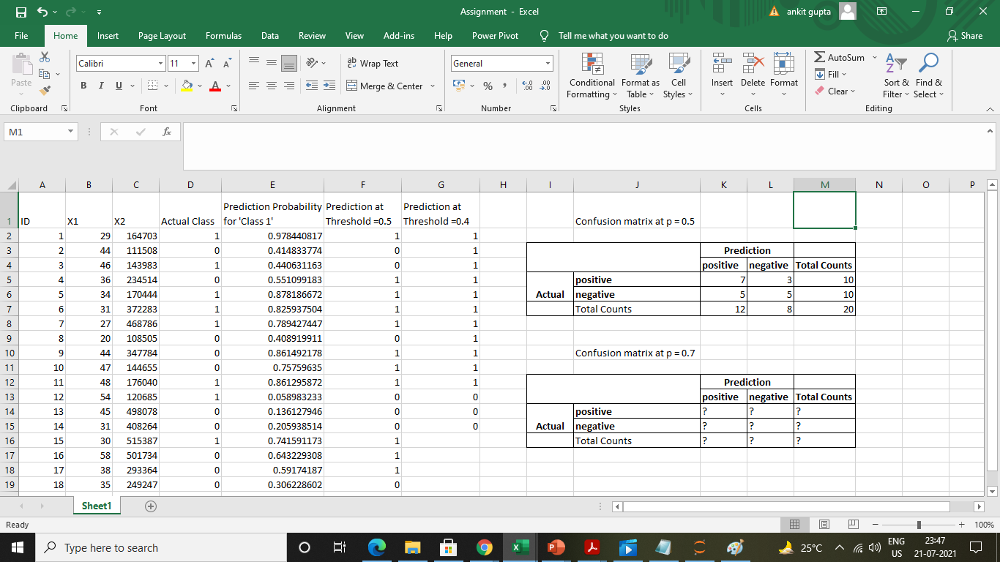 Assignment - Excel
ankit gupta
File Home Insert Page Layout Formulas Data Review View Add-ins Help Power Pivot Tell me what you want to do Share
Paste
Clipboard
Calibri 11
B I U
A
Font
ab Wrap Text
Merge & Center
Alignment
General
% ,
Number
Conditional Formatting
Format as Table
Cell Styles
Styles
Insert Delete Format
Cells
AutoSum
Fill
Clear
Sort & Filter
Find & Select
Editing
M1
fx
A B C D E F G H I J K L M N O P
1 ID X1 X2 Actual Class Prediction Probability for 'Class 1' Prediction at Threshold =0.5 Prediction at Threshold =0.4 Confusion matrix at p = 0.5
2 1 29 164703 1 0.978440817 1 1
3 2 44 111508 0 0.414833774 0 1 Prediction
4 3 46 143983 1 0.440631163 0 1 positive negative Total Counts
5 4 36 234514 0 0.551099183 1 1 positive 7 3 10
6 5 34 170444 1 0.878186672 1 1 Actual negative 5 5 10
7 6 31 372283 1 0.825937504 1 1 Total Counts 12 8 20
8 7 27 468786 1 0.789427447 1 1
9 8 20 108505 0 0.408919911 0 1
10 9 44 347784 0 0.861492178 1 1 Confusion matrix at p = 0.7
11 10 47 144655 0 0.75759635 1 1
12 11 48 176040 1 0.861295872 1 1 Prediction
13 12 54 120685 1 0.058983233 0 0 positive negative Total Counts
14 13 45 498078 0 0.136127946 0 0 positive ? ? ?
15 14 31 408264 0 0.205938514 0 0 Actual negative ? ? ?
16 15 30 515387 1 0.741591173 1 Total Counts ? ? ?
17 16 58 501734 0 0.643229308 1
18 17 38 293364 0 0.59174187 1
19 18 35 249247 0 0.306228602 0
Sheet1
Ready
100%
Type here to search
25°C
ENG
US
23:47
21-07-2021